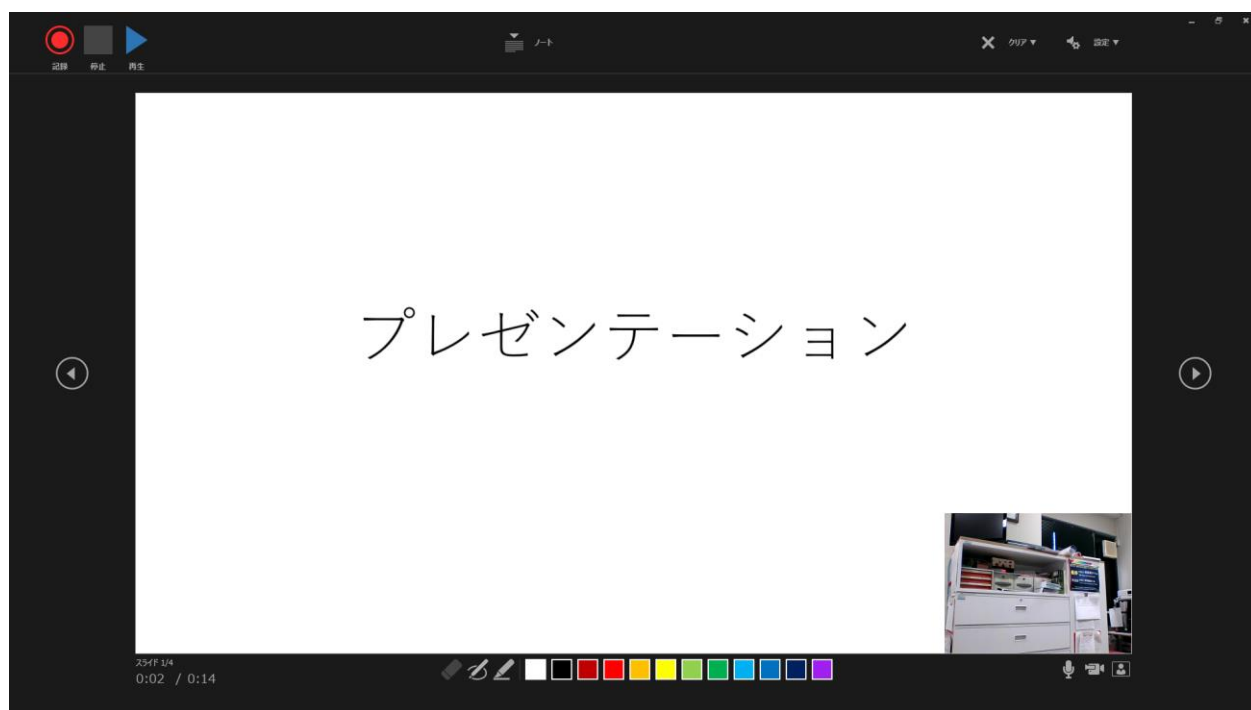 記録 停止 再生
ノート
クリア ▼ 設定 ▼
プレゼンテーション
スライド 1/4
0:02 / 0:14